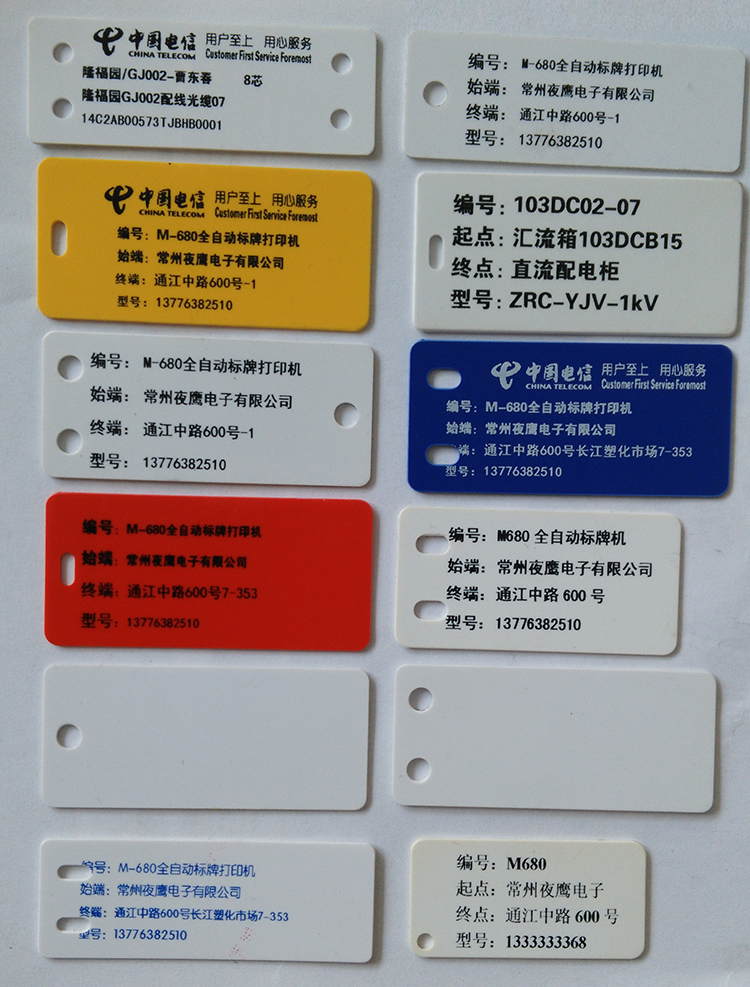 中国电信 用户至上 用心服务
CHINA TELECOM Customer First Service Foremost
隆福园/GJ002-曹东春 8芯
隆福园GJ002配线光缆07
14C2AB00573TJBHB0001
编号：M-680全自动标牌打印机
始端：常州夜鹰电子有限公司
终端：通江中路600号-1
型号：13776382510
中国电信 用户至上 用心服务
CHINA TELECOM Customer First Service Foremost
编号：M-680全自动标牌打印机
始端：常州夜鹰电子有限公司
终端：通江中路600号-1
型号：13776382510
编号：103DC02-07
起点：汇流箱103DCB15
终点：直流配电柜
型号：ZRC-YJV-1kV
编号：M-680全自动标牌打印机
始端：常州夜鹰电子有限公司
终端：通江中路600号-1
型号：13776382510
中国电信 用户至上 用心服务
CHINA TELECOM Customer First Service Foremost
编号：M-680全自动标牌打印机
始端：常州夜鹰电子有限公司
终端：通江中路600号长江塑化市场7-353
型号：13776382510
编号：M-680全自动标牌打印机
始端：常州夜鹰电子有限公司
终端：通江中路600号7-353
型号：13776382510
编号：M680 全自动标牌机
始端：常州夜鹰电子有限公司
终端：通江中路 600 号
型号：13776382510
编号：M-680全自动标牌打印机
始端：常州夜鹰电子有限公司
终端：通江中路600号长江塑化市场7-353
型号：13776382510
编号：M680
起点：常州夜鹰电子
终点：通江中路 600 号
型号：1333333368